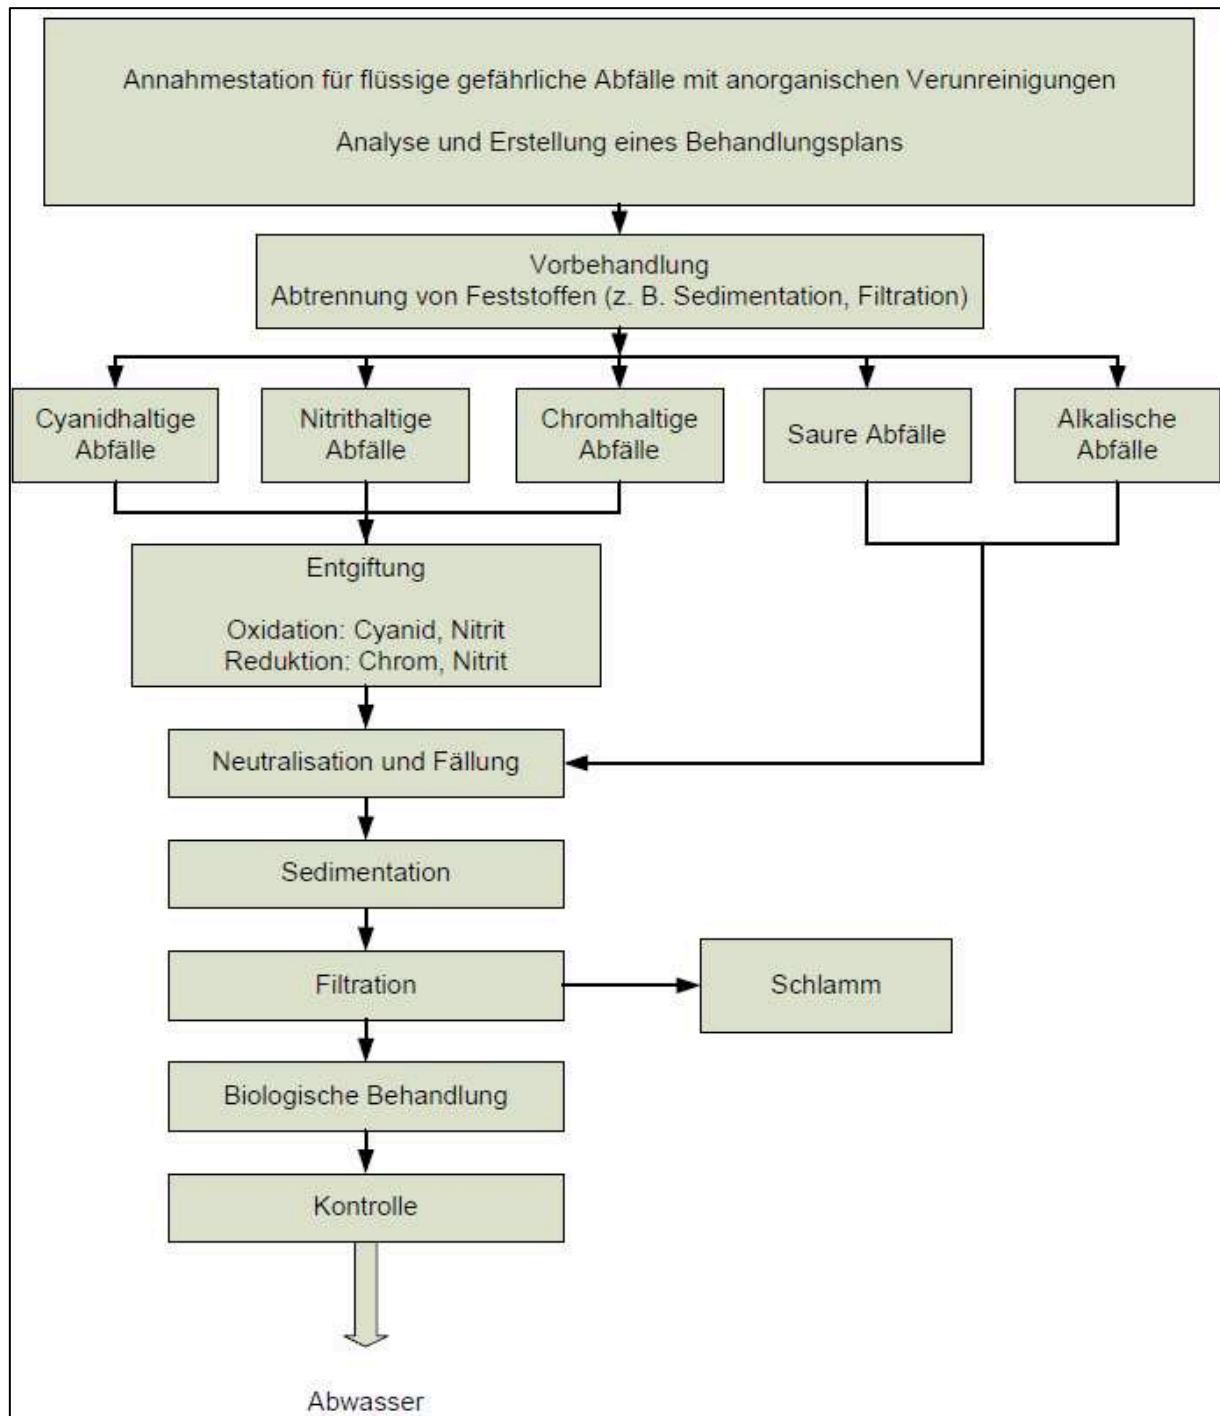 Annahmestation für flüssige gefährliche Abfälle mit anorganischen Verunreinigungen
Analyse und Erstellung eines Behandlungsplans
Vorbehandlung
Abtrennung von Feststoffen (z. B. Sedimentation, Filtration)
Cyanidhaltige
Abfälle
Nitrithaltige
Abfälle
Chromhaltige
Abfälle
Saure Abfälle
Alkalische
Abfälle
Entgiftung
Oxidation: Cyanid, Nitrit
Reduktion: Chrom, Nitrit
Neutralisation und Fällung
Sedimentation
Filtration
Schlamm
Biologische Behandlung
Kontrolle
Abwasser